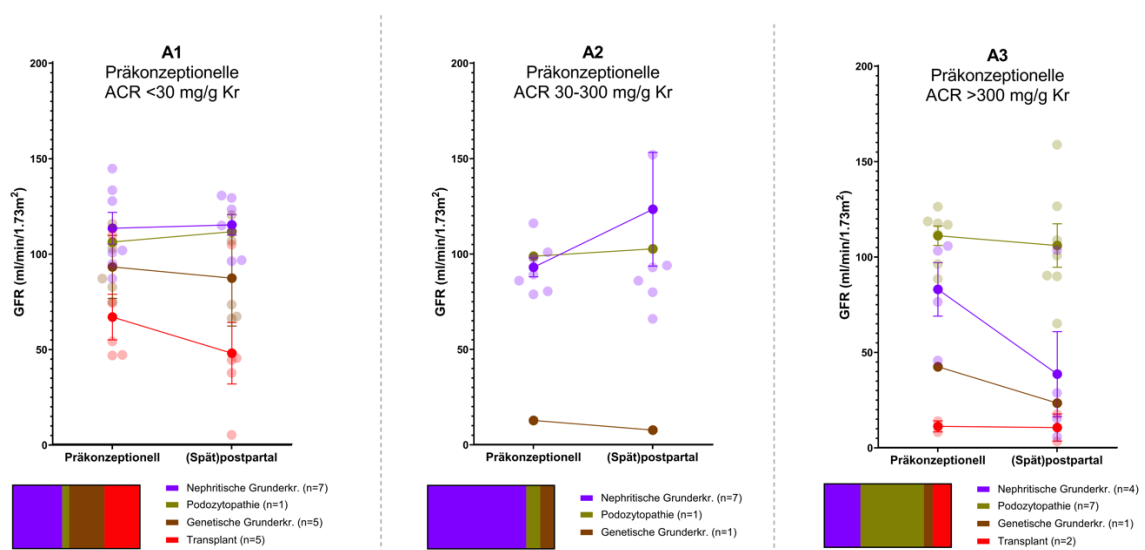 A1
Präkonzeptionelle
ACR <30 mg/g Kr
GFR (ml/min/1.73m²)
200
150
100
50
0
Präkonzeptionell
(Spät)postpartal
Nephritische Grunderkr. (n=7)
Podozytopathie (n=1)
Genetische Grunderkr. (n=5)
Transplant (n=5)
A2
Präkonzeptionelle
ACR 30-300 mg/g Kr
GFR (ml/min/1.73m²)
200
150
100
50
0
Präkonzeptionell
(Spät)postpartal
Nephritische Grunderkr. (n=7)
Podozytopathie (n=1)
Genetische Grunderkr. (n=1)
A3
Präkonzeptionelle
ACR >300 mg/g Kr
GFR (ml/min/1.73m²)
200
150
100
50
0
Präkonzeptionell
(Spät)postpartal
Nephritische Grunderkr. (n=4)
Podozytopathie (n=7)
Genetische Grunderkr. (n=1)
Transplant (n=2)